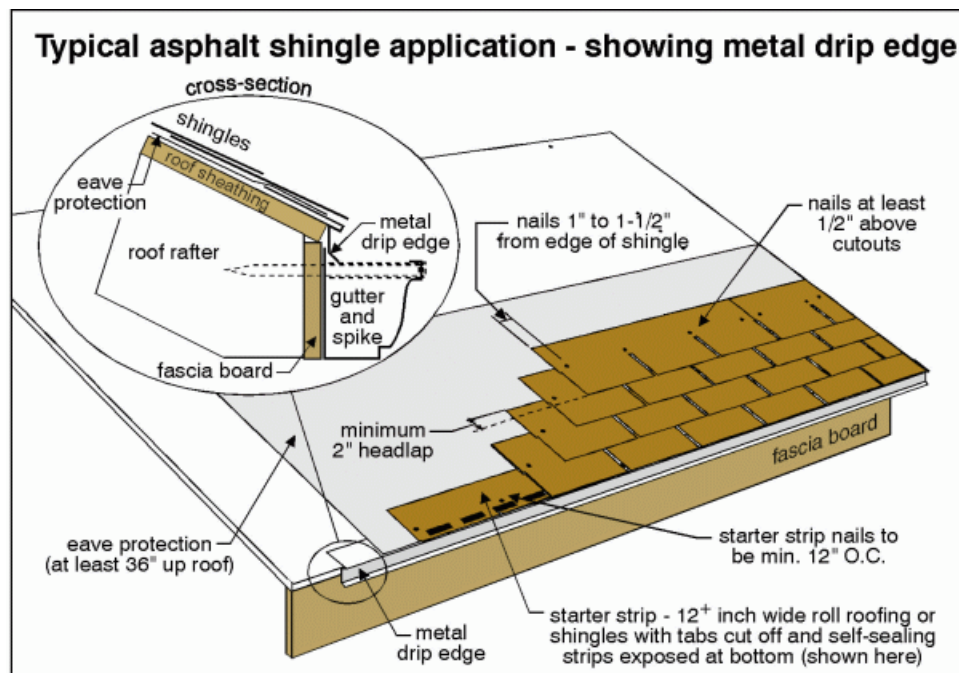 Typical asphalt shingle application - showing metal drip edge
cross-section
shingles
roof sheathing
eave
protection
metal
drip edge
roof rafter
gutter
and
spike
fascia board
nails 1" to 1-1/2"
from edge of shingle
nails at least
1/2" above
cutouts
minimum
2" headlap
fascia board
eave protection
(at least 36" up roof)
starter strip nails to
be min. 12" O.C.
metal
drip edge
starter strip - 12+ inch wide roll roofing or
shingles with tabs cut off and self-sealing
strips exposed at bottom (shown here)